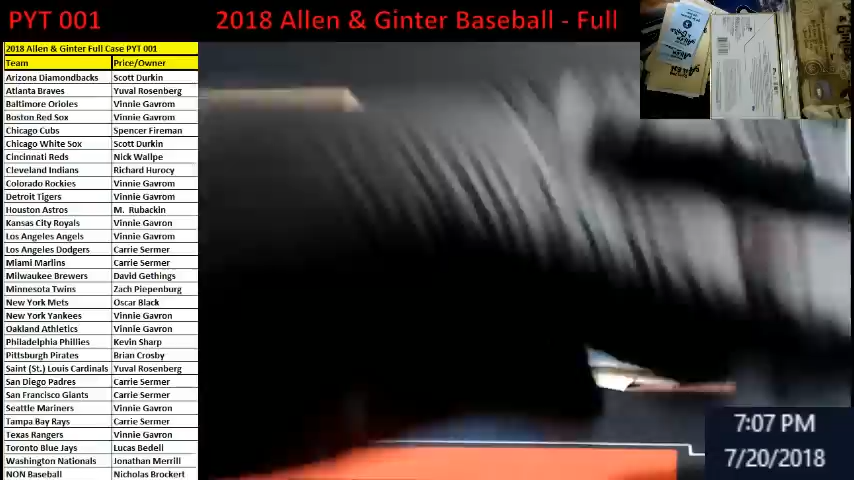 PYT 001
2018 Allen & Ginter Baseball - Full
2018 Allen & Ginter Full Case PYT 001
Team Price/Owner
Arizona Diamondbacks Scott Durkin
Atlanta Braves Yuval Rosenberg
Baltimore Orioles Vinnie Gavrom
Boston Red Sox Vinnie Gavrom
Chicago Cubs Spencer Fireman
Chicago White Sox Scott Durkin
Cincinnati Reds Nick Wallpe
Cleveland Indians Richard Hurocy
Colorado Rockies Vinnie Gavrom
Detroit Tigers Vinnie Gavrom
Houston Astros M. Rubackin
Kansas City Royals Vinnie Gavron
Los Angeles Angels Vinnie Gavrom
Los Angeles Dodgers Carrie Sermer
Miami Marlins Carrie Sermer
Milwaukee Brewers David Gethings
Minnesota Twins Zach Piepenburg
New York Mets Oscar Black
New York Yankees Vinnie Gavron
Oakland Athletics Vinnie Gavron
Philadelphia Phillies Kevin Sharp
Pittsburgh Pirates Brian Crosby
Saint (St.) Louis Cardinals Yuval Rosenberg
San Diego Padres Carrie Sermer
San Francisco Giants Carrie Sermer
Seattle Mariners Vinnie Gavron
Tampa Bay Rays Carrie Sermer
Texas Rangers Vinnie Gavron
Toronto Blue Jays Lucas Bedell
Washington Nationals Jonathan Merrill
NON Baseball Nicholas Brockert
7:07 PM
7/20/2018